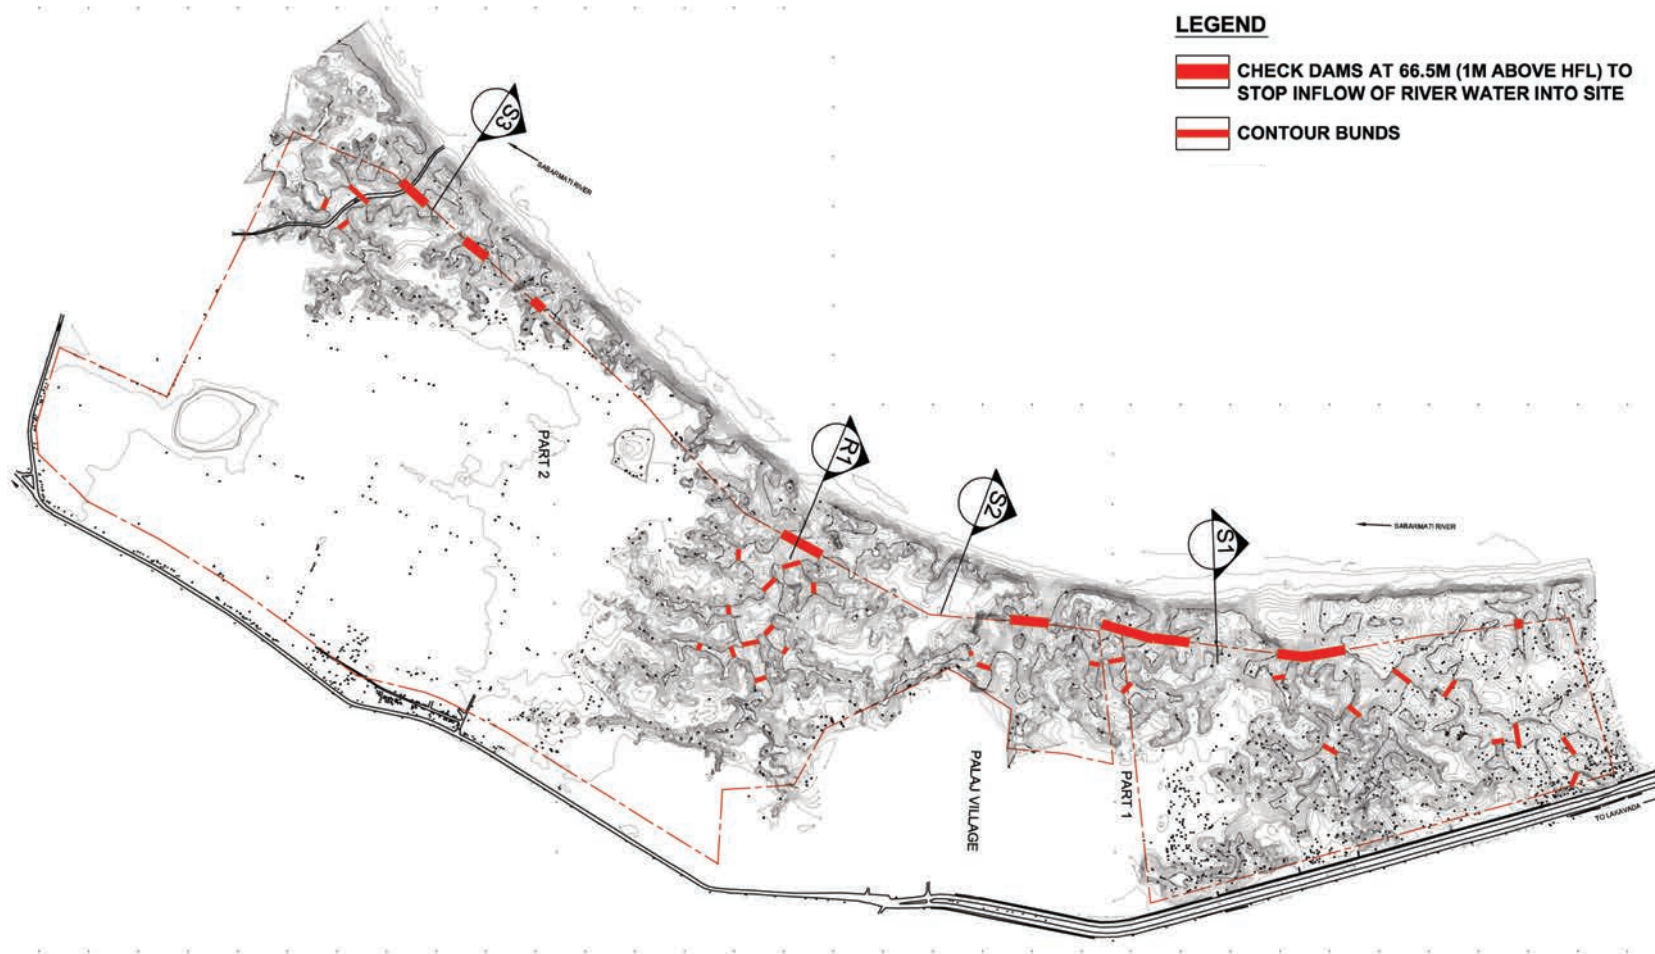 LEGEND
CHECK DAMS AT 66.5M (1M ABOVE HFL) TO
STOP INFLOW OF RIVER WATER INTO SITE
CONTOUR BUNDS
S3
SABARMATI RIVER
PART 2
R1
S2
S1
SABARMATI RIVER
PALAJ VILLAGE
PART 1
TO LAKAVADA